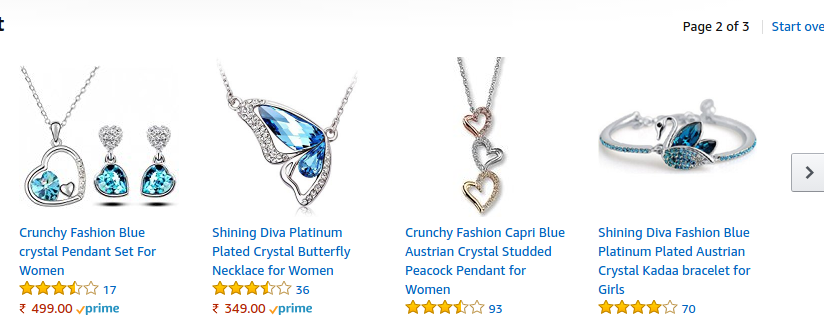 t
Page 2 of 3 Start ove
Crunchy Fashion Blue
crystal Pendant Set For
Women
17
₹ 499.00 prime
Shining Diva Platinum
Plated Crystal Butterfly
Necklace for Women
36
₹ 349.00 prime
Crunchy Fashion Capri Blue
Austrian Crystal Studded
Peacock Pendant for
Women
93
Shining Diva Fashion Blue
Platinum Plated Austrian
Crystal Kadaa bracelet for
Girls
70